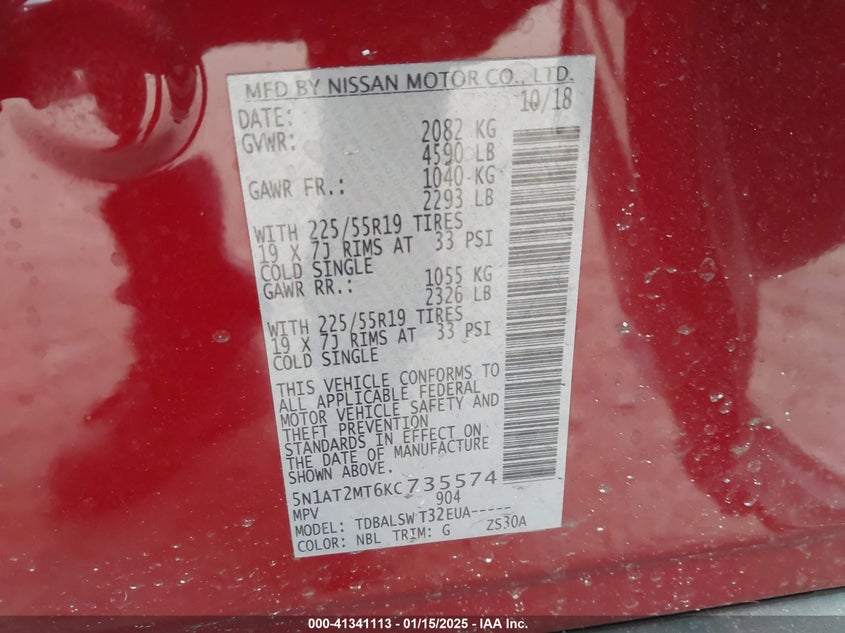 MFD BY NISSAN MOTOR CO., LTD.
DATE: 10/18
GVWR: 2082 KG
4590 LB
GAWR FR.: 1040 KG
2293 LB
WITH 225/55R19 TIRES
19 X 7J RIMS AT 33 PSI
COLD SINGLE
GAWR RR.: 1055 KG
2326 LB
WITH 225/55R19 TIRES
19 X 7J RIMS AT 33 PSI
COLD SINGLE
THIS VEHICLE CONFORMS TO
ALL APPLICABLE FEDERAL
MOTOR VEHICLE SAFETY AND
THEFT PREVENTION
STANDARDS IN EFFECT ON
THE DATE OF MANUFACTURE
SHOWN ABOVE.
5N1AT2MT6KC735574
MPV 904
MODEL: TDBALSWT32EUA-----
COLOR: NBL TRIM: G ZS30A
000-41341113 - 01/15/2025 - IAA Inc.